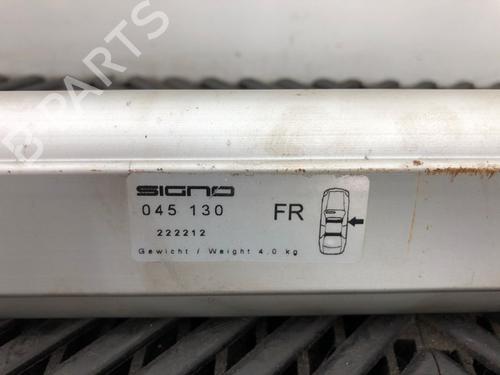 B PARTS
SIGNO
045 130 FR
222212
Gewicht / Weight 4.0 kg